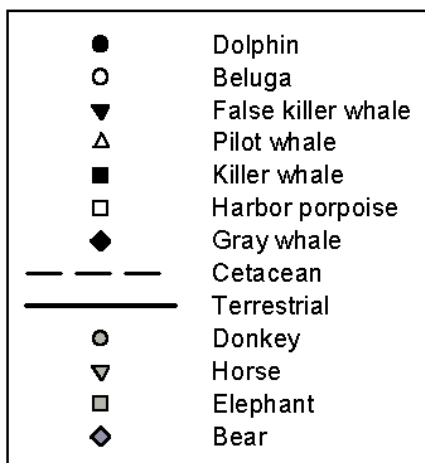 Dolphin
Beluga
False killer whale
Pilot whale
Killer whale
Harbor porpoise
Gray whale
Cetacean
Terrestrial
Donkey
Horse
Elephant
Bear